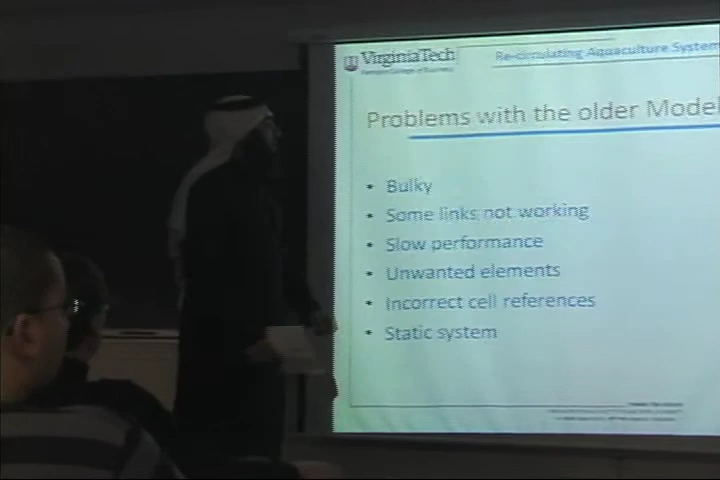 VirginiaTech
Re-circulating Aquaculture System
Problems with the older Model
• Bulky
• Some links not working
• Slow performance
• Unwanted elements
• Incorrect cell references
• Static system